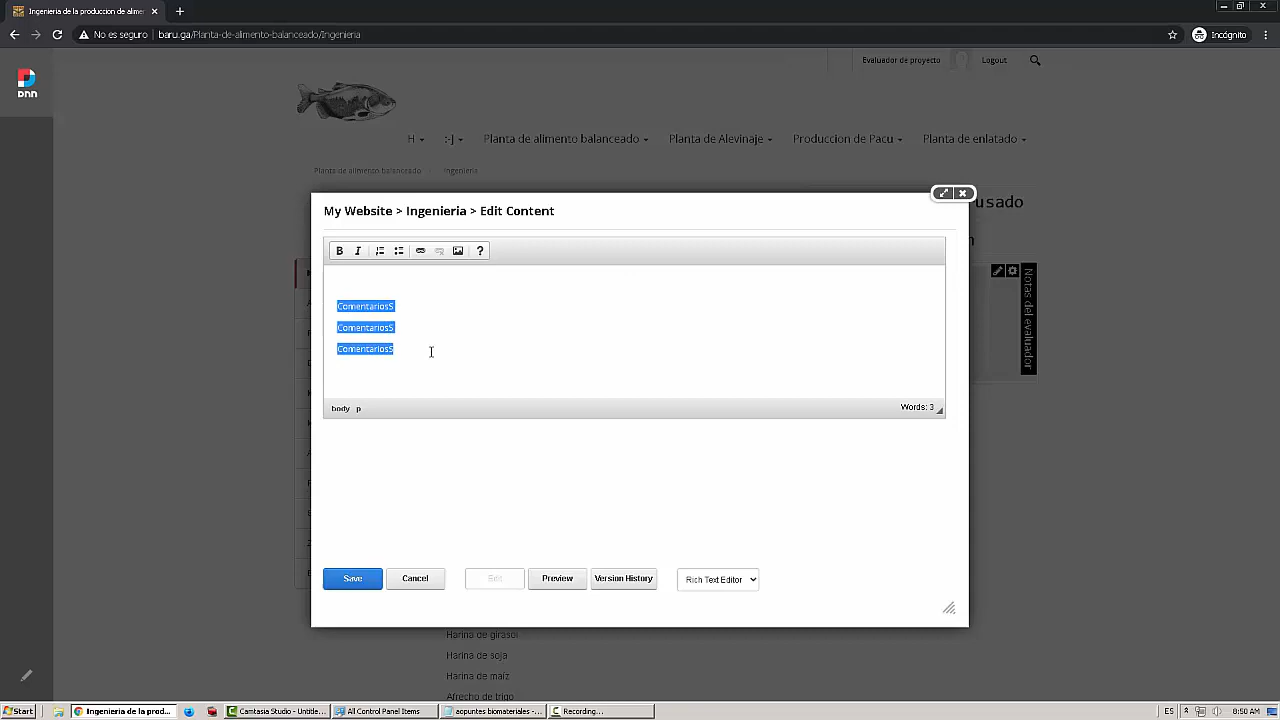 Ingenieria de la produccion de alimer
No es seguro
baru.ga/Planta-de-alimento-balanceado/Ingenieria
Incógnito
DNN
Evaluador de proyecto
Logout
H
:-J
Planta de alimento balanceado
Planta de Alevinaje
Produccion de Pacu
Planta de enlatado
Planta de alimento balanceado
Ingenieria
My Website > Ingenieria > Edit Content
usado
B I ?
ComentariosS
ComentariosS
ComentariosS
Notas del evaluador
body p
Words: 3
Save
Cancel
Edit
Preview
Version History
Rich Text Editor
Harina de girasol
Harina de soja
Harina de maíz
Afrecho de trigo
Start
Ingenieria de la prod...
Camtasia Studio - Untitle...
All Control Panel Items
aopuntes biomateriales -...
Recording...
ES
8:50 AM